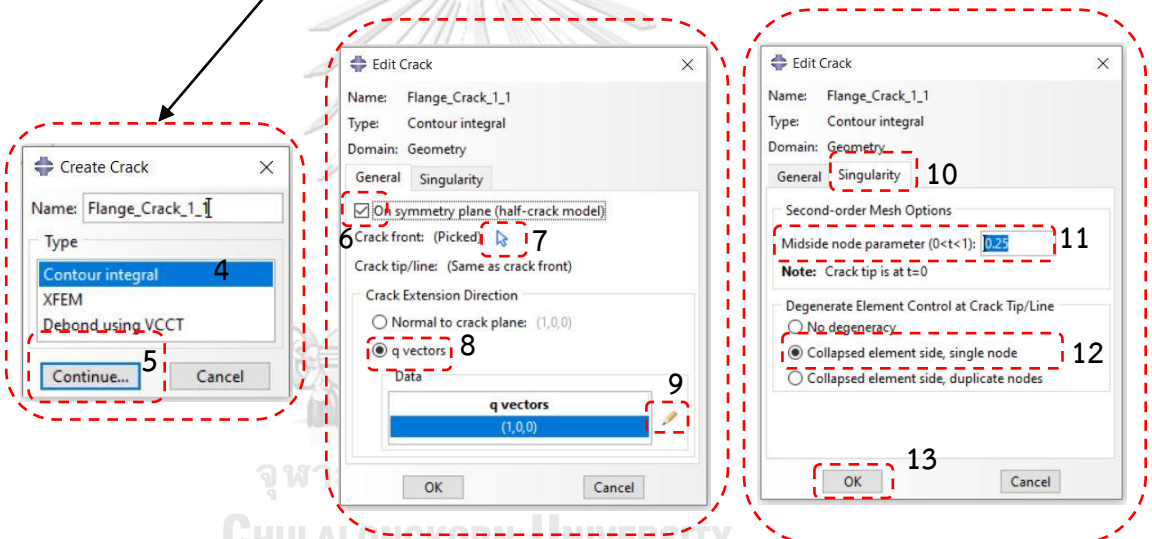 Create Crack
Name: Flange_Crack_1_1
Type
Contour integral 4
XFEM
Debond using VCCT
5
Continue... Cancel
Edit Crack
Name: Flange_Crack_1_1
Type: Contour integral
Domain: Geometry
General Singularity
On symmetry plane (half-crack model)
6 Crack front: (Picked) 7
Crack tip/line: (Same as crack front)
Crack Extension Direction
Normal to crack plane: (1,0,0)
q vectors 8
Data
9
q vectors
(1,0,0)
OK Cancel
Edit Crack
Name: Flange_Crack_1_1
Type: Contour integral
Domain: Geometry
General Singularity 10
Second-order Mesh Options
Midside node parameter (0<t<1): 0.25 11
Note: Crack tip is at t=0
Degenerate Element Control at Crack Tip/Line
No degeneracy
Collapsed element side, single node 12
Collapsed element side, duplicate nodes
13
OK Cancel
CHULALONGKORN UNIVERSITY